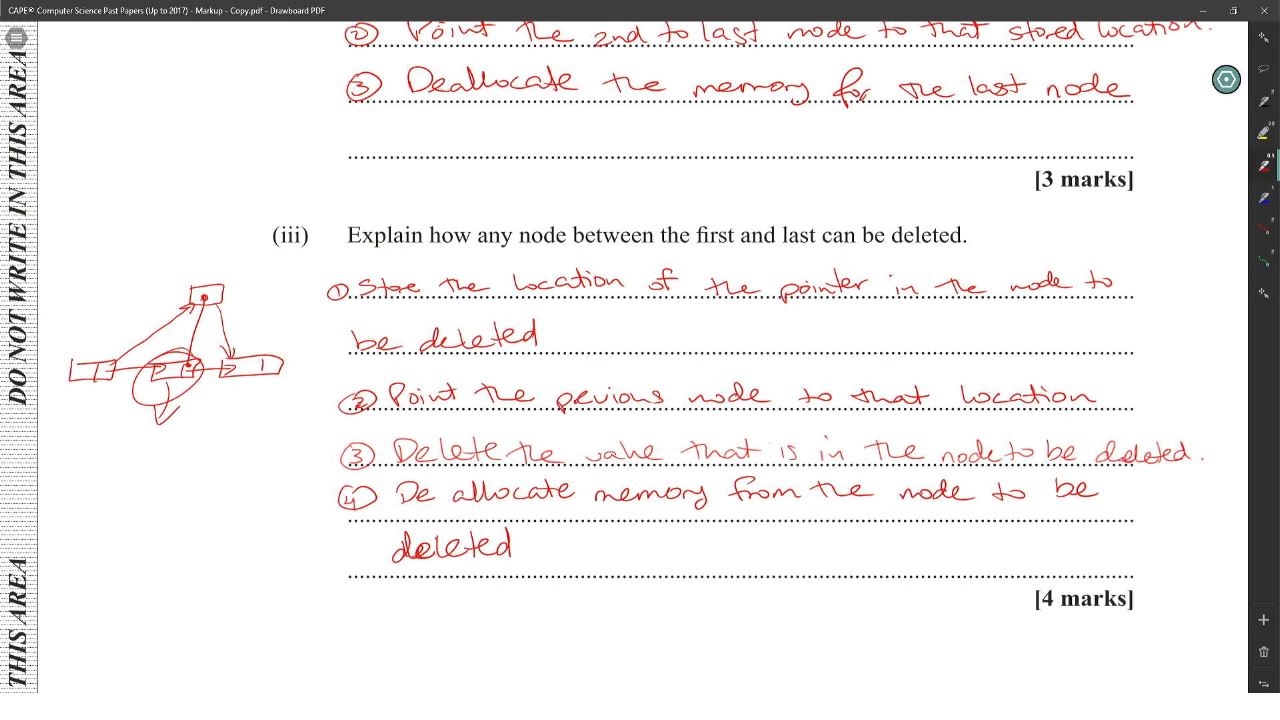 CAPE® Computer Science Past Papers (Up to 2017) - Markup - Copy.pdf - Drawboard PDF
② Point the 2nd to last node to that stored location.
③ Deallocate the memory for the last node
[3 marks]
(iii) Explain how any node between the first and last can be deleted.
① Store the location of the pointer in the node to
be deleted
② Point the pevious node to that location
③ Delete the value that is in the node to be deleted.
④ De allocate memory from the node to be
deleted
[4 marks]
DO NOT WRITE IN THIS AREA
THIS AREA